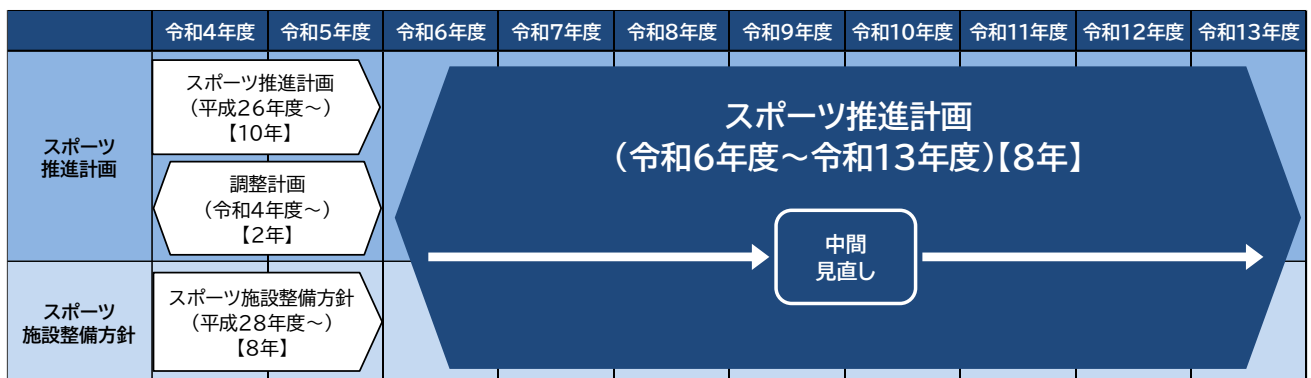 令和4年度 令和5年度 令和6年度 令和7年度 令和8年度 令和9年度 令和10年度 令和11年度 令和12年度 令和13年度
スポーツ
推進計画
スポーツ推進計画
(平成26年度～)
【10年】
調整計画
(令和4年度～)
【2年】
スポーツ推進計画
(令和6年度～令和13年度)【8年】
中間
見直し
スポーツ
施設整備方針
スポーツ施設整備方針
(平成28年度～)
【8年】